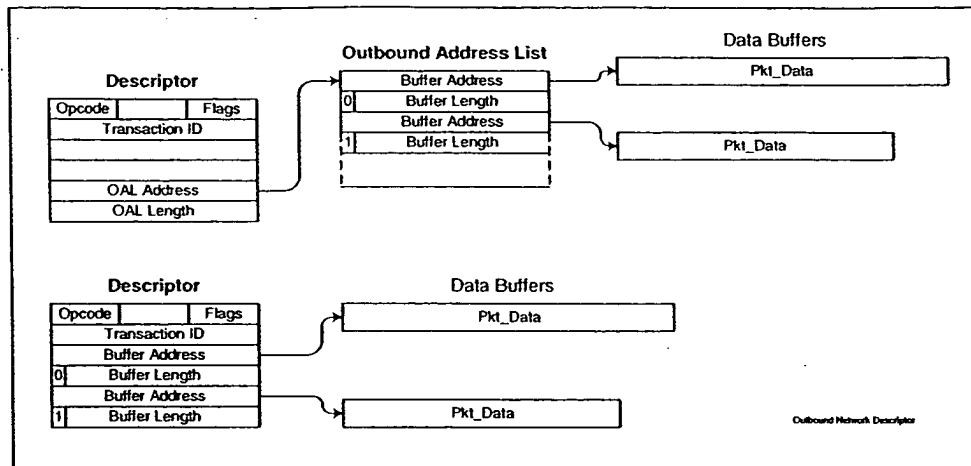 Outbound Address List
Data Buffers
Descriptor
Buffer Address
Pkt_Data
Opcode Flags
0 Buffer Length
Transaction ID
Buffer Address
1 Buffer Length
Pkt_Data
OAL Address
OAL Length
Descriptor
Data Buffers
Opcode Flags
Pkt_Data
Transaction ID
Buffer Address
0 Buffer Length
Buffer Address
1 Buffer Length
Pkt_Data
Outbound Network Descriptor